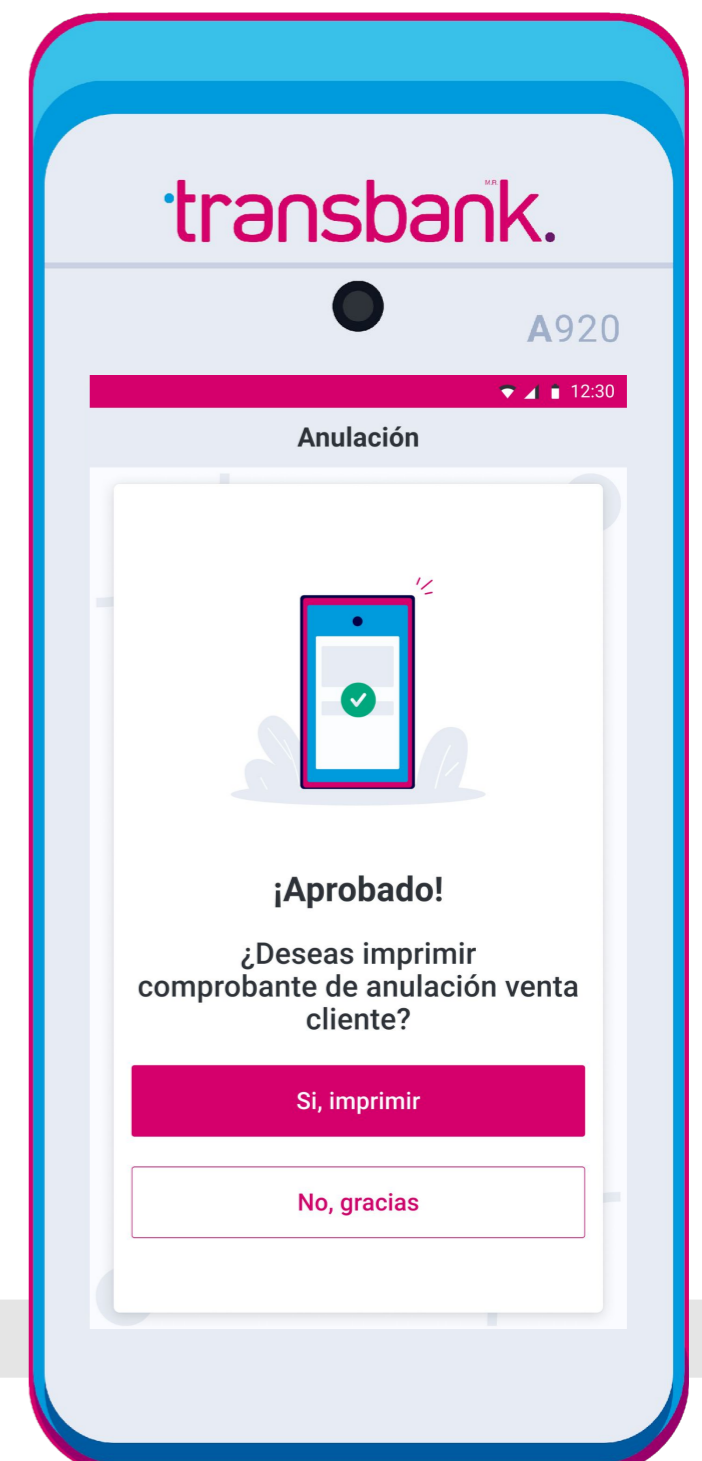 transbank.
M.R.
A920
12:30
Anulación
¡Aprobado!
¿Deseas imprimir
comprobante de anulación venta
cliente?
Si, imprimir
No, gracias